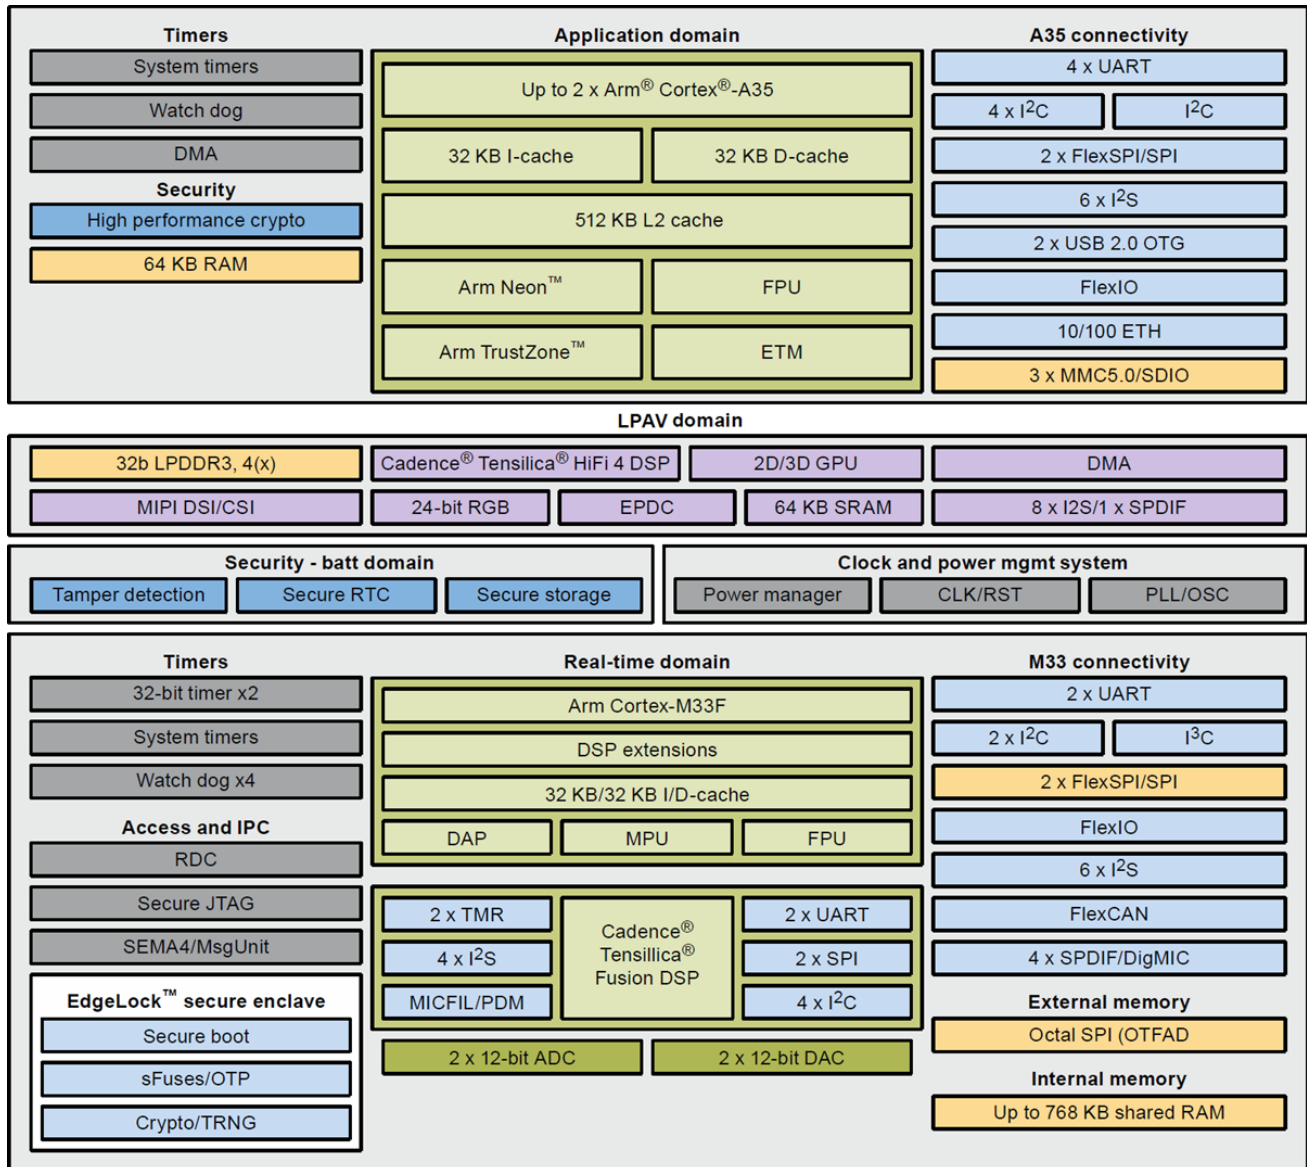 Timers
System timers
Watch dog
DMA
Security
High performance crypto
64 KB RAM
Application domain
Up to 2 x Arm® Cortex®-A35
32 KB I-cache
32 KB D-cache
512 KB L2 cache
Arm Neon™
FPU
Arm TrustZone™
ETM
A35 connectivity
4 x UART
4 x I²C
I²C
2 x FlexSPI/SPI
6 x I²S
2 x USB 2.0 OTG
FlexIO
10/100 ETH
3 x MMC5.0/SDIO
LPAV domain
32b LPDDR3, 4(x)
Cadence® Tensilica® HiFi 4 DSP
2D/3D GPU
DMA
MIPI DSI/CSI
24-bit RGB
EPDC
64 KB SRAM
8 x I2S/1 x SPDIF
Security - batt domain
Tamper detection
Secure RTC
Secure storage
Clock and power mgmt system
Power manager
CLK/RST
PLL/OSC
Timers
32-bit timer x2
System timers
Watch dog x4
Access and IPC
RDC
Secure JTAG
SEMA4/MsgUnit
EdgeLock™ secure enclave
Secure boot
sFuses/OTP
Crypto/TRNG
Real-time domain
Arm Cortex-M33F
DSP extensions
32 KB/32 KB I/D-cache
DAP
MPU
FPU
2 x TMR
4 x I²S
MICFIL/PDM
Cadence®
Tensillica®
Fusion DSP
2 x UART
2 x SPI
4 x I²C
2 x 12-bit ADC
2 x 12-bit DAC
M33 connectivity
2 x UART
2 x I²C
I³C
2 x FlexSPI/SPI
FlexIO
6 x I²S
FlexCAN
4 x SPDIF/DigMIC
External memory
Octal SPI (OTFAD
Internal memory
Up to 768 KB shared RAM